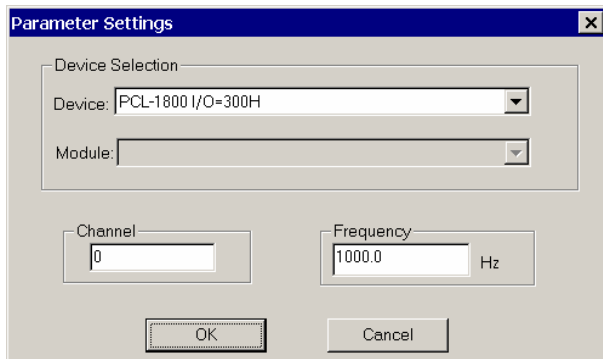 Parameter Settings
Device Selection
Device: PCL-1800 I/O=300H
Module:
Channel
0
Frequency
1000.0 Hz
OK
Cancel